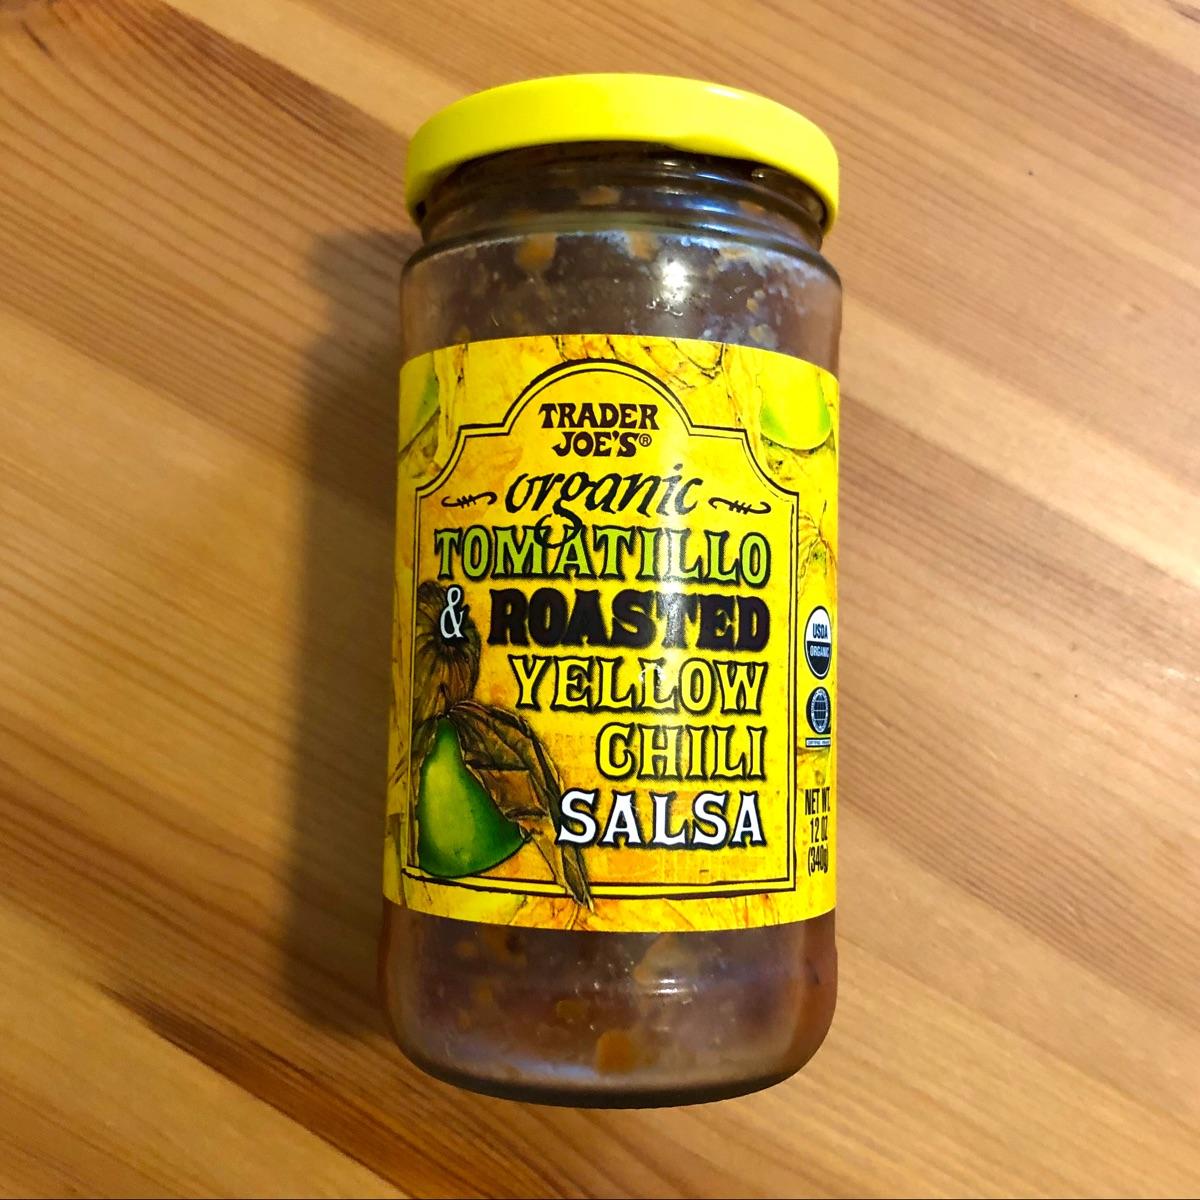 TRADER
JOE'S®
organic
TOMATILLO
& ROASTED
YELLOW
CHILI
SALSA
USDA
ORGANIC
NET WT.
12 OZ
(340g)